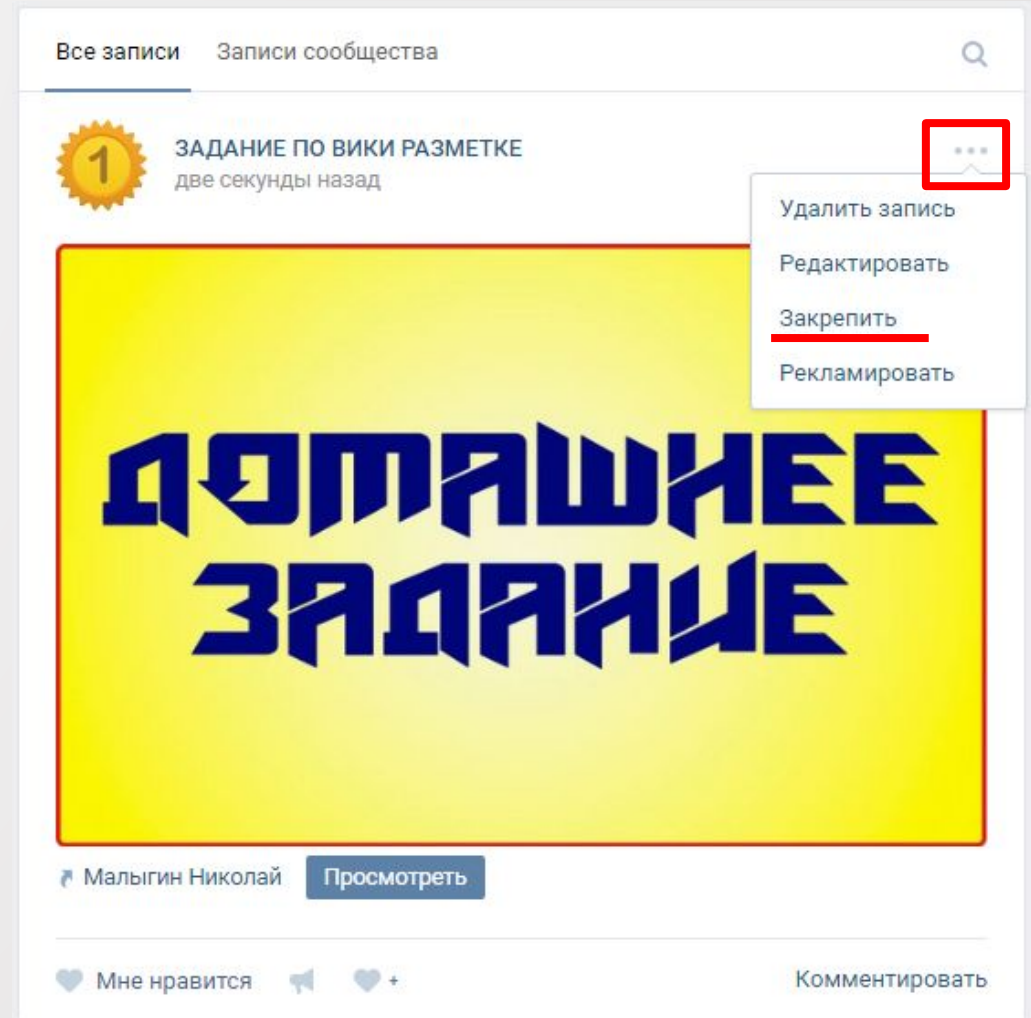 Все записи Записи сообщества
1
ЗАДАНИЕ ПО ВИКИ РАЗМЕТКЕ
две секунды назад
Удалить запись
Редактировать
Закрепить
Рекламировать
ДОМАШНЕЕ
ЗАДАНИЕ
Малыгин Николай Просмотреть
Мне нравится + Комментировать